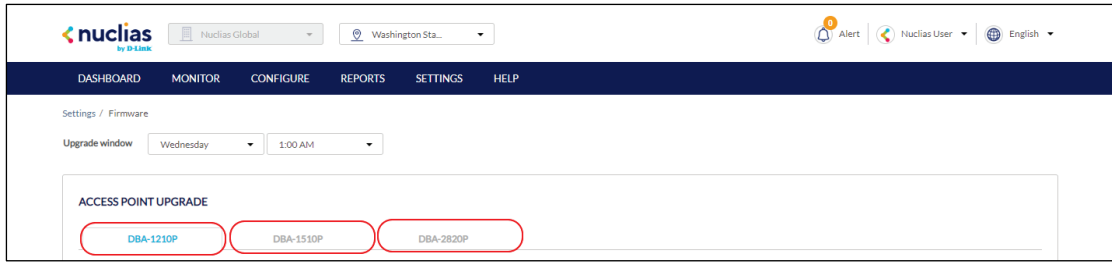 nuclias Nuclias Global Washington Sta... 0 Alert Nuclias User English
by D-Link
DASHBOARD MONITOR CONFIGURE REPORTS SETTINGS HELP
Settings / Firmware
Upgrade window Wednesday 1:00 AM
ACCESS POINT UPGRADE
DBA-1210P DBA-1510P DBA-2820P